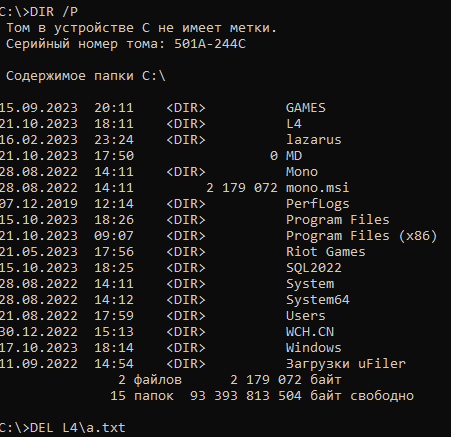 C:\>DIR /P
Том в устройстве C не имеет метки.
Серийный номер тома: 501A-244C
Содержимое папки C:\
15.09.2023 20:11 <DIR> GAMES
21.10.2023 18:11 <DIR> L4
16.02.2023 23:24 <DIR> lazarus
21.10.2023 17:50 0 MD
28.08.2022 14:11 <DIR> Mono
28.08.2022 14:11 2 179 072 mono.msi
07.12.2019 12:14 <DIR> PerfLogs
15.10.2023 18:26 <DIR> Program Files
21.10.2023 09:07 <DIR> Program Files (x86)
21.05.2023 17:56 <DIR> Riot Games
15.10.2023 18:25 <DIR> SQL2022
28.08.2022 14:11 <DIR> System
28.08.2022 14:12 <DIR> System64
21.08.2022 17:59 <DIR> Users
30.12.2022 15:13 <DIR> WCH.CN
17.10.2023 18:14 <DIR> Windows
11.09.2022 14:54 <DIR> Загрузки uFiler
2 файлов 2 179 072 байт
15 папок 93 393 813 504 байт свободно
C:\>DEL L4\a.txt